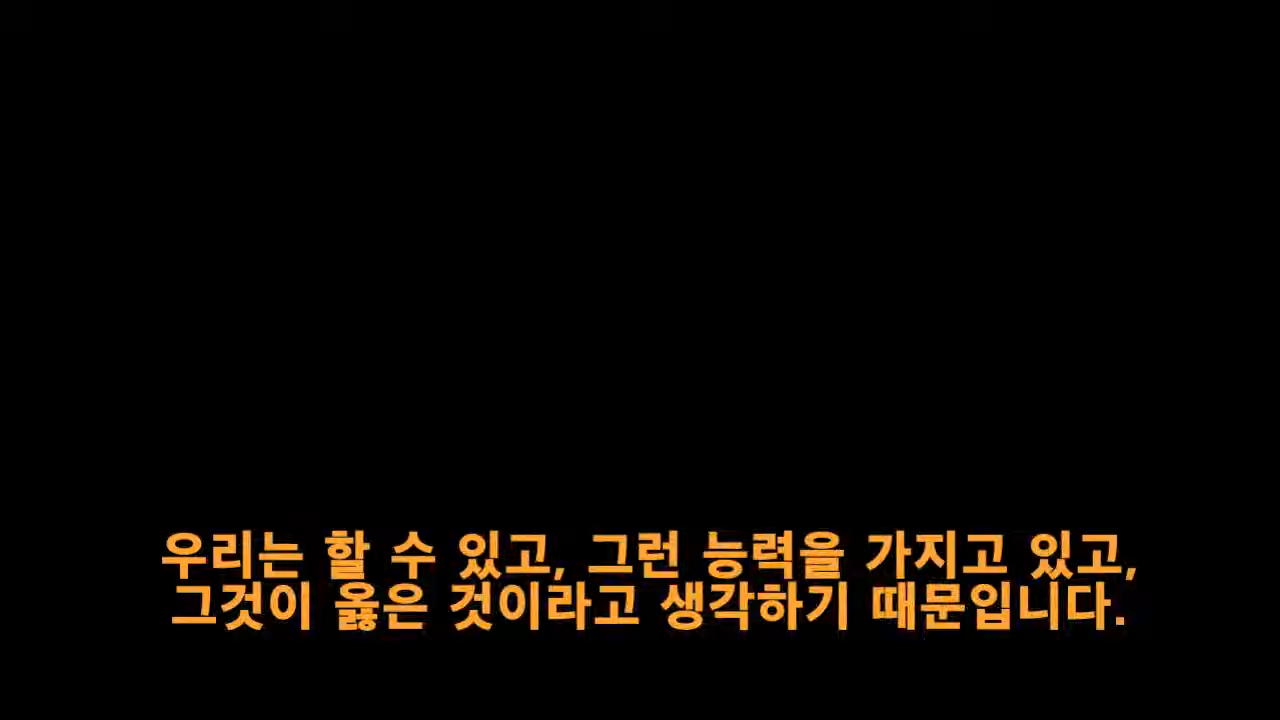 우리는 할 수 있고, 그런 능력을 가지고 있고,
그것이 옳은 것이라고 생각하기 때문입니다.